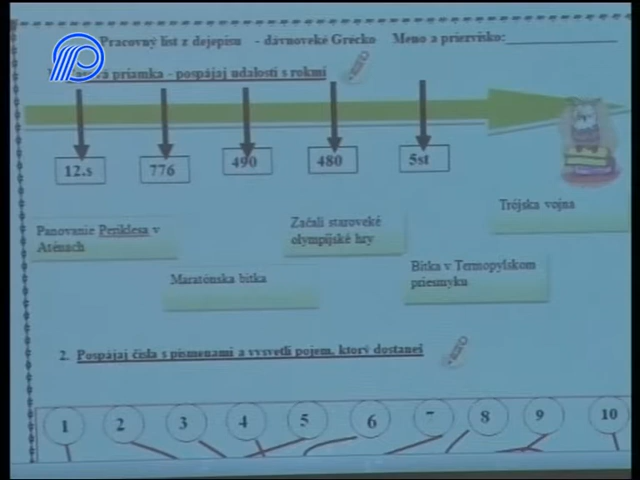 Pracovný list z dejepisu - dávnoveké Grécko Meno a priezvisko:
priamka - pospájaj udalosti s rokmi
12.s 776 490 480 5st
Trójska vojna
Panovanie Periklesa v
Aténach
Začali staroveké
olympijské hry
Maratónska bitka
Bitka v Termopylskom
priesmyku
2. Pospájaj čísla s písmenami a vysvetli pojem, ktorý dostaneš
1 2 3 4 5 6 7 8 9 10